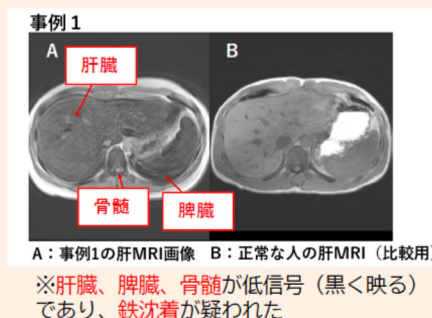 事例1
A
B
肝臓
骨髄
脾臓
A：事例1の肝MRI画像 B：正常な人の肝MRI（比較用）
※肝臓、脾臓、骨髄が低信号（黒く映る）
であり、鉄沈着が疑われた